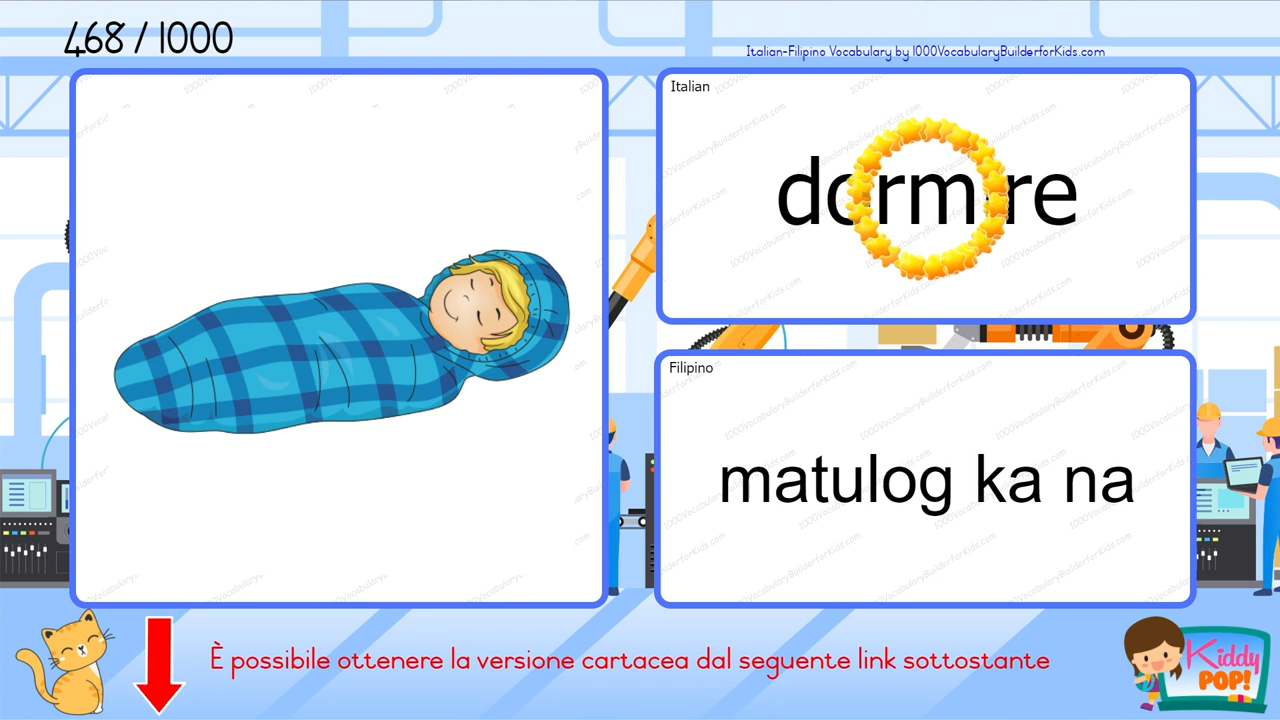 468 / 1000
Italian-Filipino Vocabulary by 1000VocabularyBuilderforKids.com
Italian
dormire
Filipino
matulog ka na
È possibile ottenere la versione cartacea dal seguente link sottostante
Kiddy
POP!